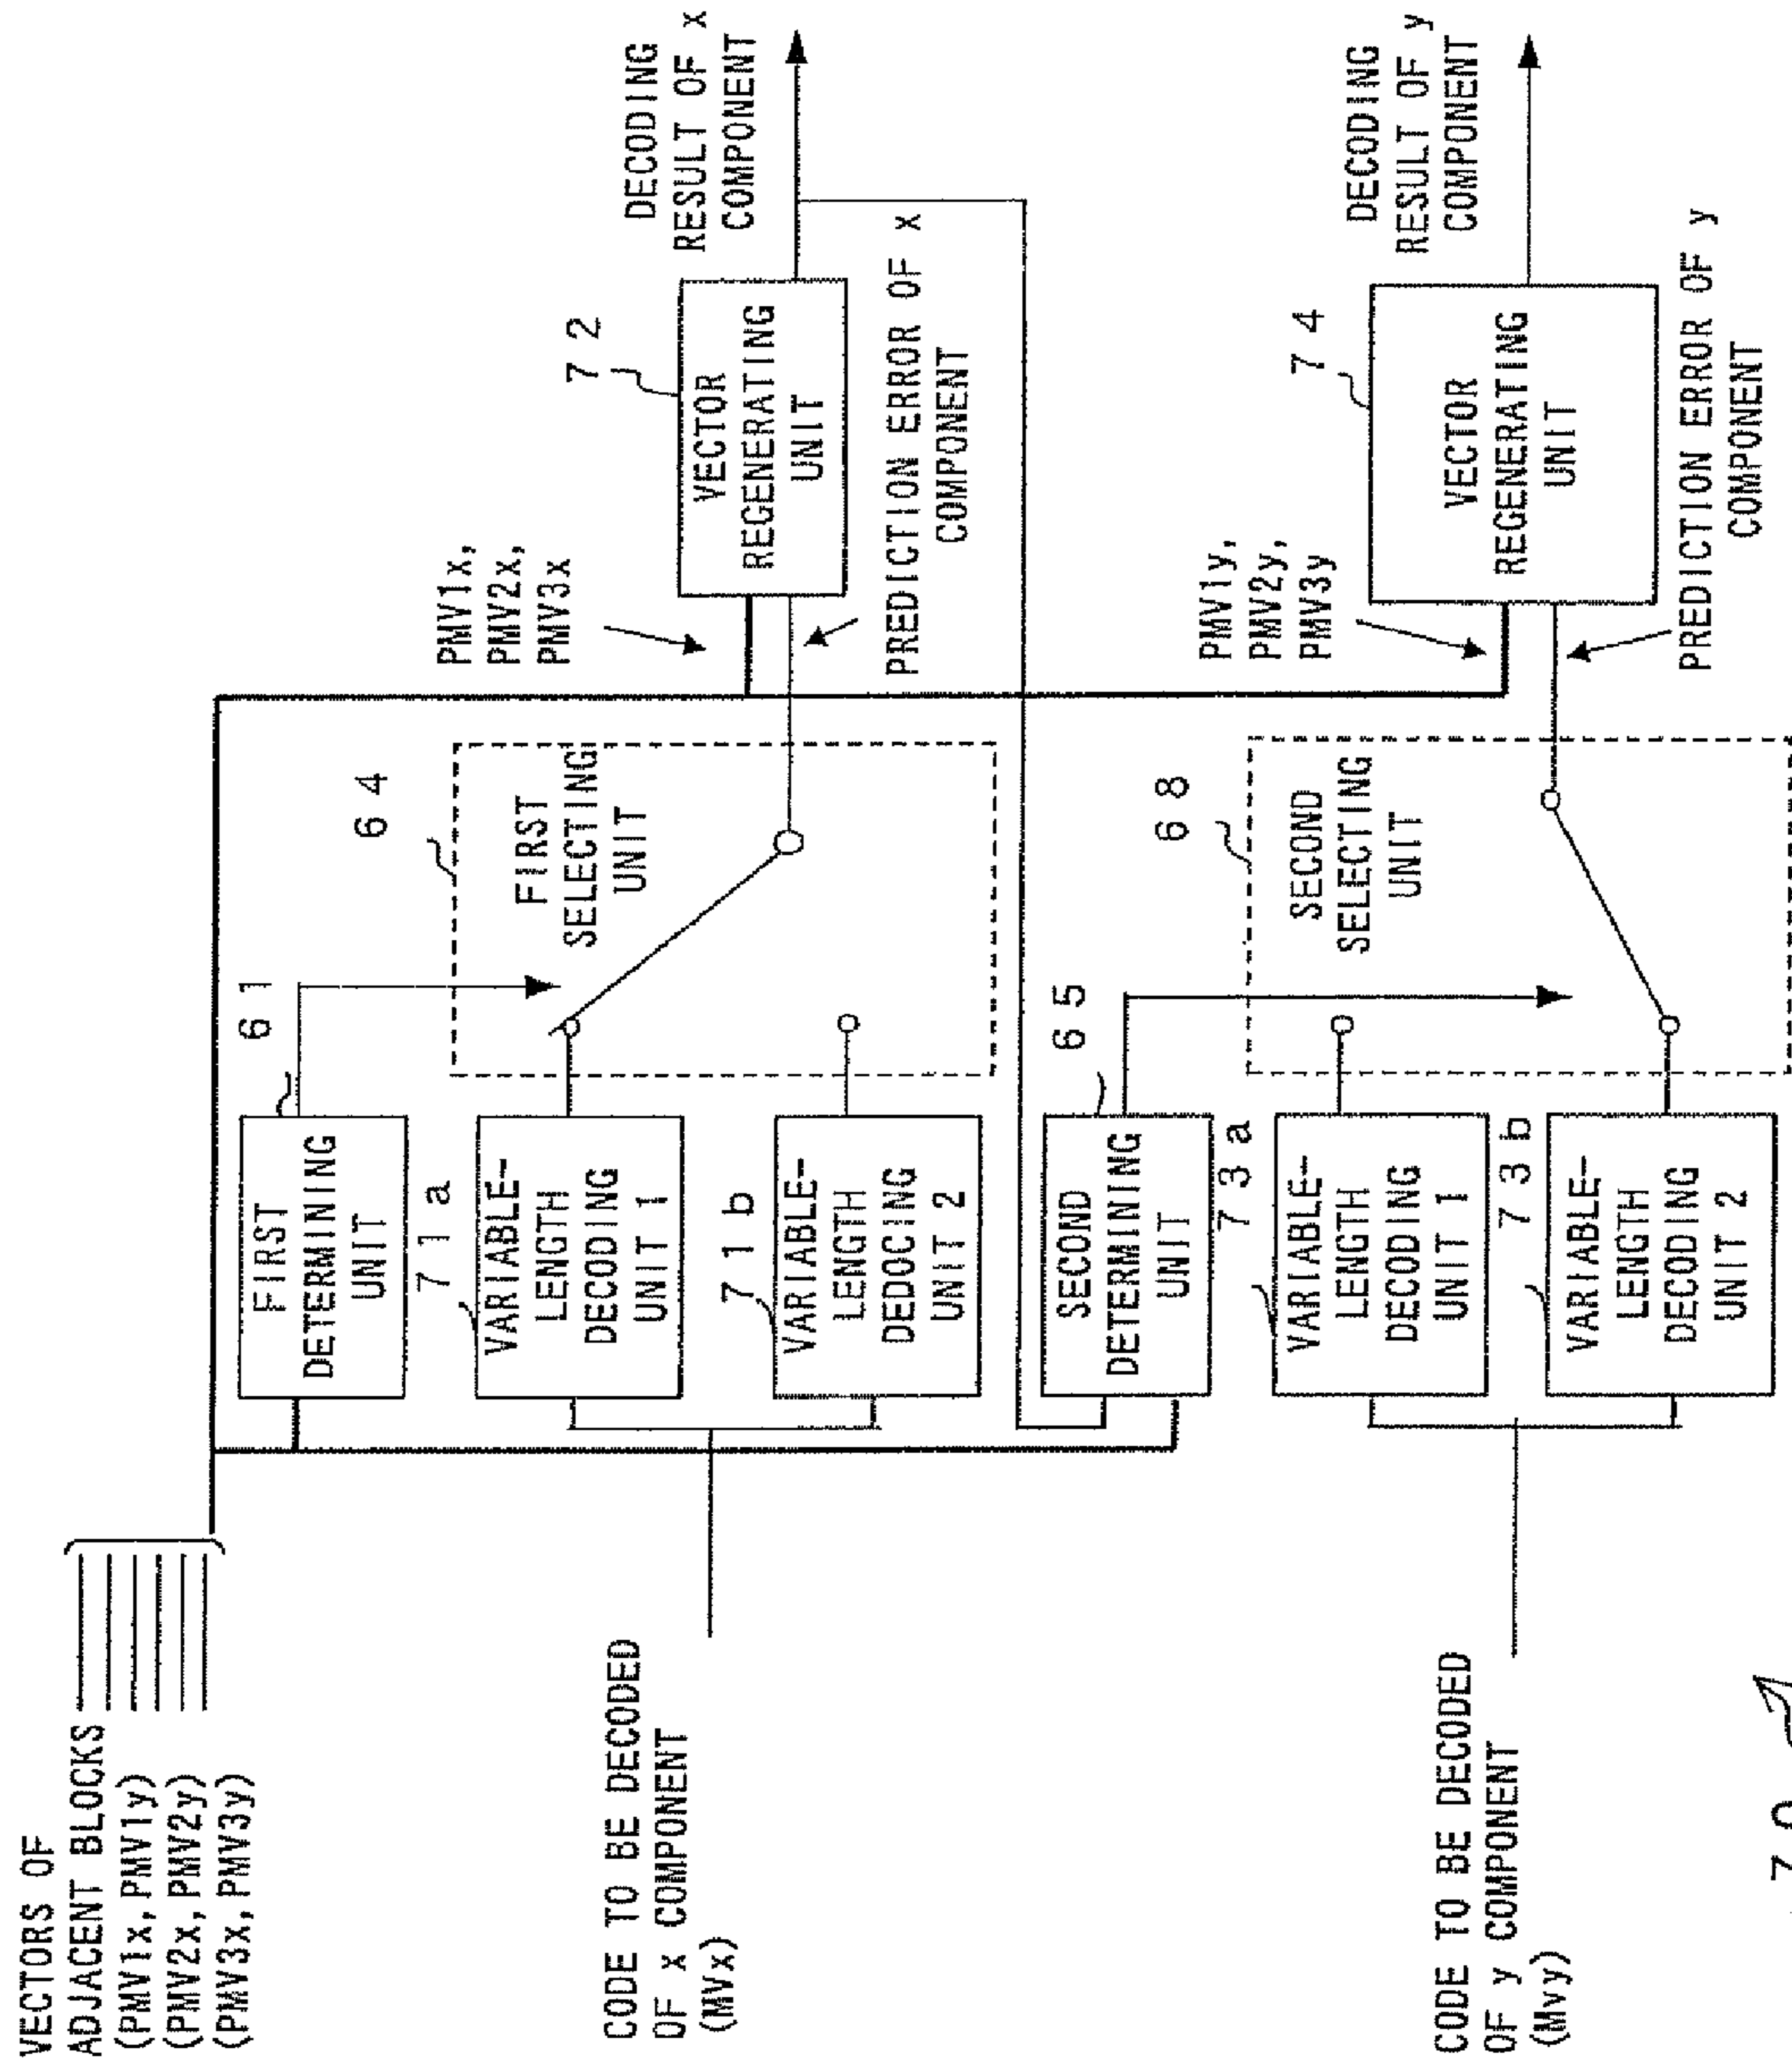 VECTORS OF
ADJACENT BLOCKS
(PMV1x, PMV1y)
(PMV2x, PMV2y)
(PMV3x, PMV3y)
FIRST
DETERMINING
UNIT
61
71a
VARIABLE-
LENGTH
DECODING
UNIT 1
71b
VARIABLE-
LENGTH
DEDOCING
UNIT 2
64
FIRST
SELECTING
UNIT
PMV1x,
PMV2x,
PMV3x
72
VECTOR
REGENERATING
UNIT
DECODING
RESULT OF x
COMPONENT
PREDICTION ERROR OF x
COMPONENT
CODE TO BE DECODED
OF x COMPONENT
(MVx)
65
SECOND
DETERMINING
UNIT
73a
VARIABLE-
LENGTH
DECODING
UNIT 1
73b
VARIABLE-
LENGTH
DECODING
UNIT 2
68
SECOND
SELECTING
UNIT
PMV1y,
PMV2y,
PMV3y
74
VECTOR
REGENERATING
UNIT
DECODING
RESULT OF y
COMPONENT
PREDICTION ERROR OF y
COMPONENT
CODE TO BE DECODED
OF y COMPONENT
(Mvy)
70